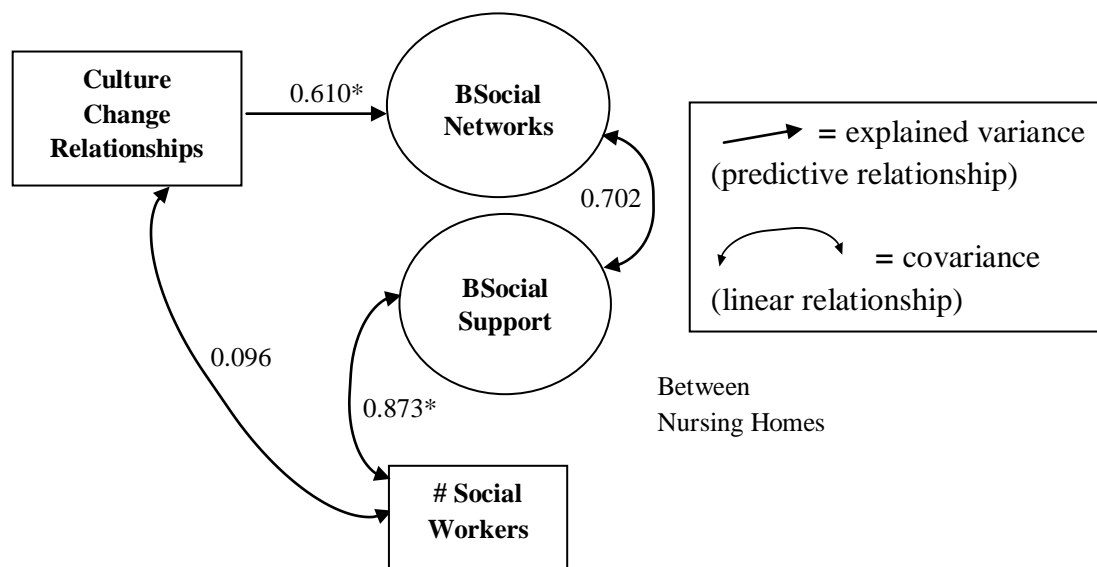 Culture
Change
Relationships
0.610*
BSocial
Networks
0.702
BSocial
Support
0.096
0.873*
# Social
Workers
= explained variance
(predictive relationship)
= covariance
(linear relationship)
Between
Nursing Homes